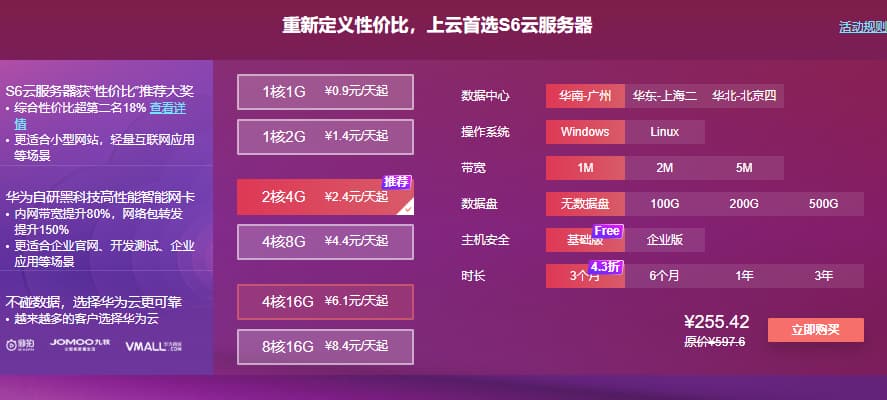 重新定义性价比，上云首选S6云服务器
活动规则
S6云服务器获“性价比”推荐大奖
• 综合性价比超第二名18% 查看详
情
• 更适合小型网站，轻量互联网应用
等场景
华为自研黑科技高性能智能网卡
• 内网带宽提升80%，网络包转发
提升150%
• 更适合企业官网、开发测试、企业
应用等场景
不碰数据，选择华为云更可靠
• 越来越多的客户选择华为云
JOMOO九牧
VMALL华为商城
.COM
1核1G ¥0.9元/天起
1核2G ¥1.4元/天起
推荐
2核4G ¥2.4元/天起
4核8G ¥4.4元/天起
4核16G ¥6.1元/天起
8核16G ¥8.4元/天起
数据中心 华南-广州 华东-上海二 华北-北京四
操作系统 Windows Linux
带宽 1M 2M 5M
数据盘 无数据盘 100G 200G 500G
Free
主机安全 基础版 企业版
4.3折
时长 3个月 6个月 1年 3年
¥255.42
原价¥597.6
立即购买